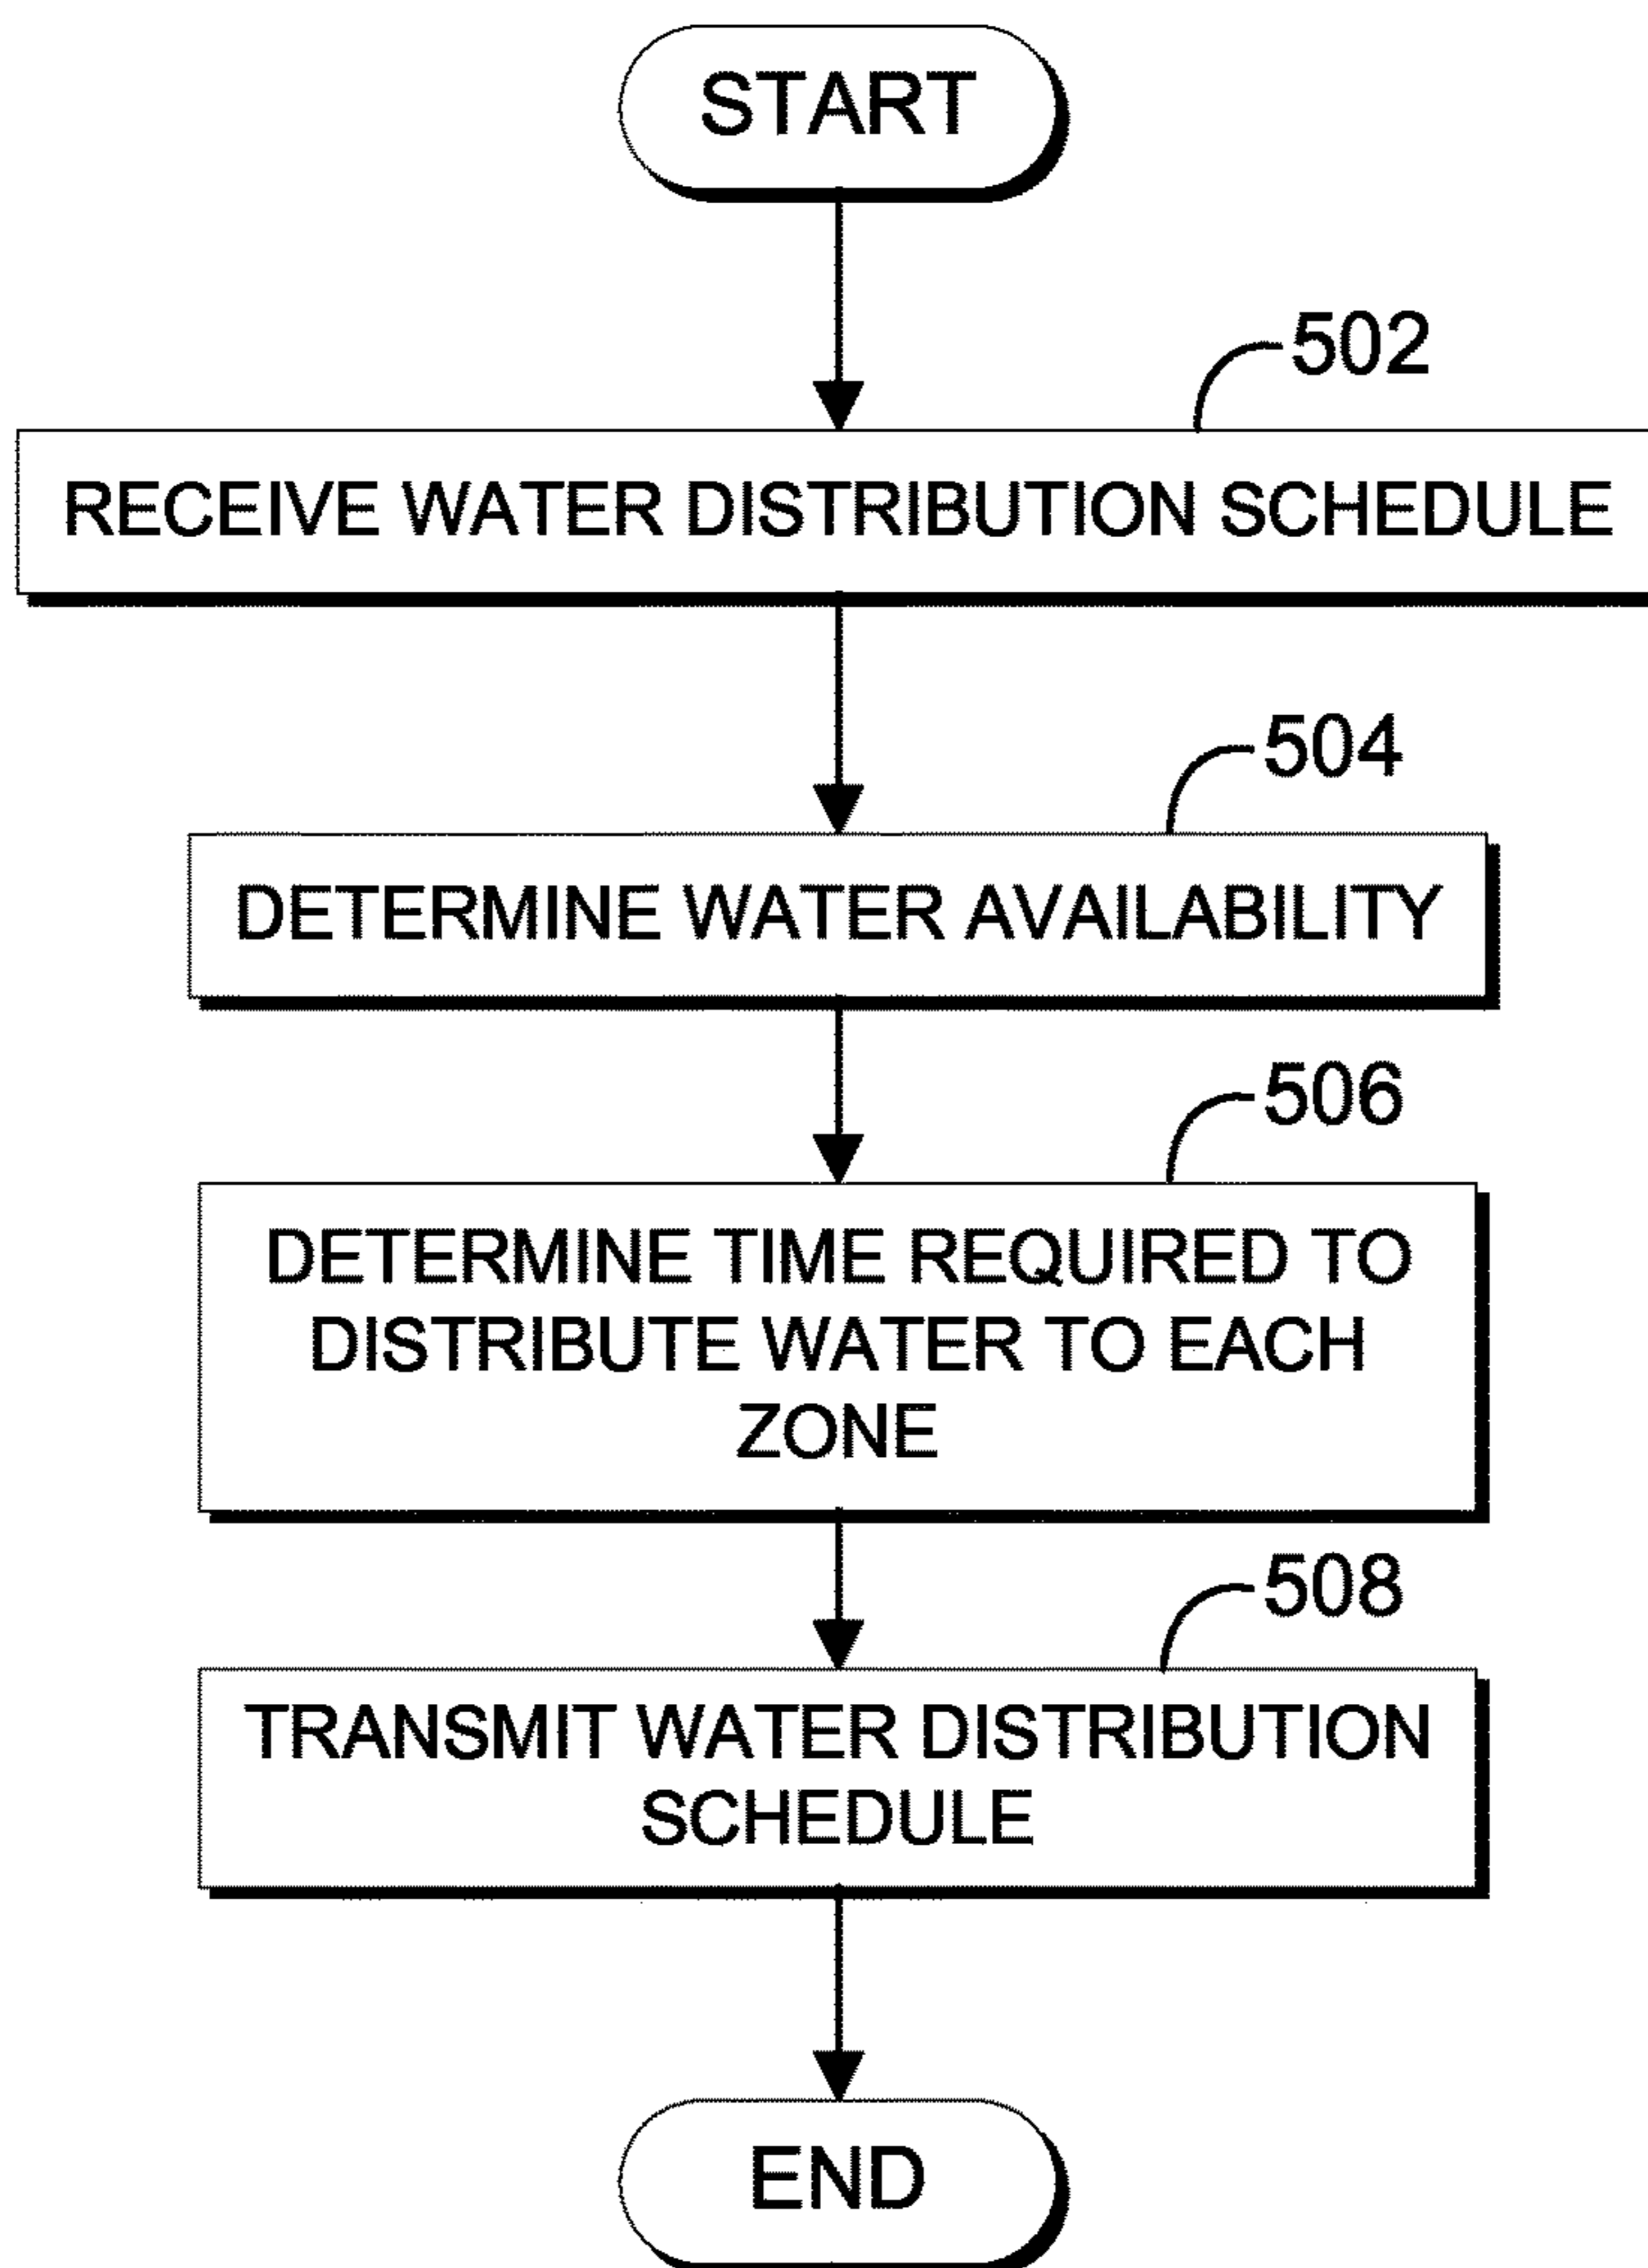 START
502
RECEIVE WATER DISTRIBUTION SCHEDULE
504
DETERMINE WATER AVAILABILITY
506
DETERMINE TIME REQUIRED TO
DISTRIBUTE WATER TO EACH
ZONE
508
TRANSMIT WATER DISTRIBUTION
SCHEDULE
END